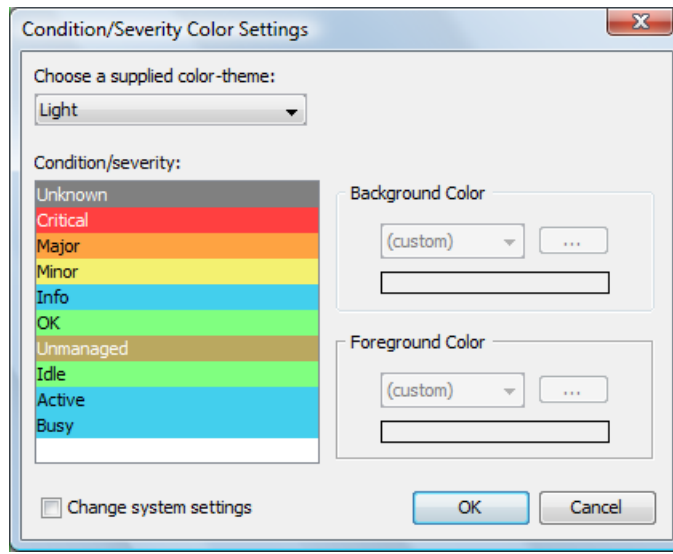 Condition/Severity Color Settings
Choose a supplied color-theme:
Light
Condition/severity:
Unknown
Critical
Major
Minor
Info
OK
Unmanaged
Idle
Active
Busy
Background Color
(custom)
...
Foreground Color
(custom)
...
Change system settings
OK
Cancel